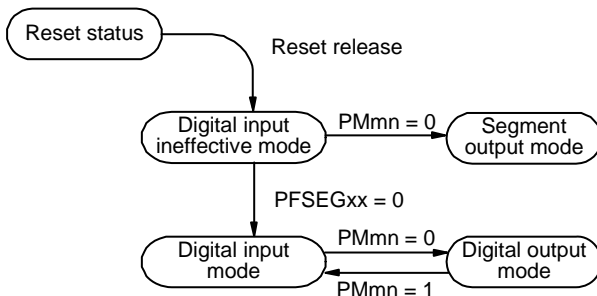 Reset status
Reset release
Digital input
ineffective mode
PMmn = 0
Segment
output mode
PFSEGxx = 0
Digital input
mode
PMmn = 0
Digital output
mode
PMmn = 1